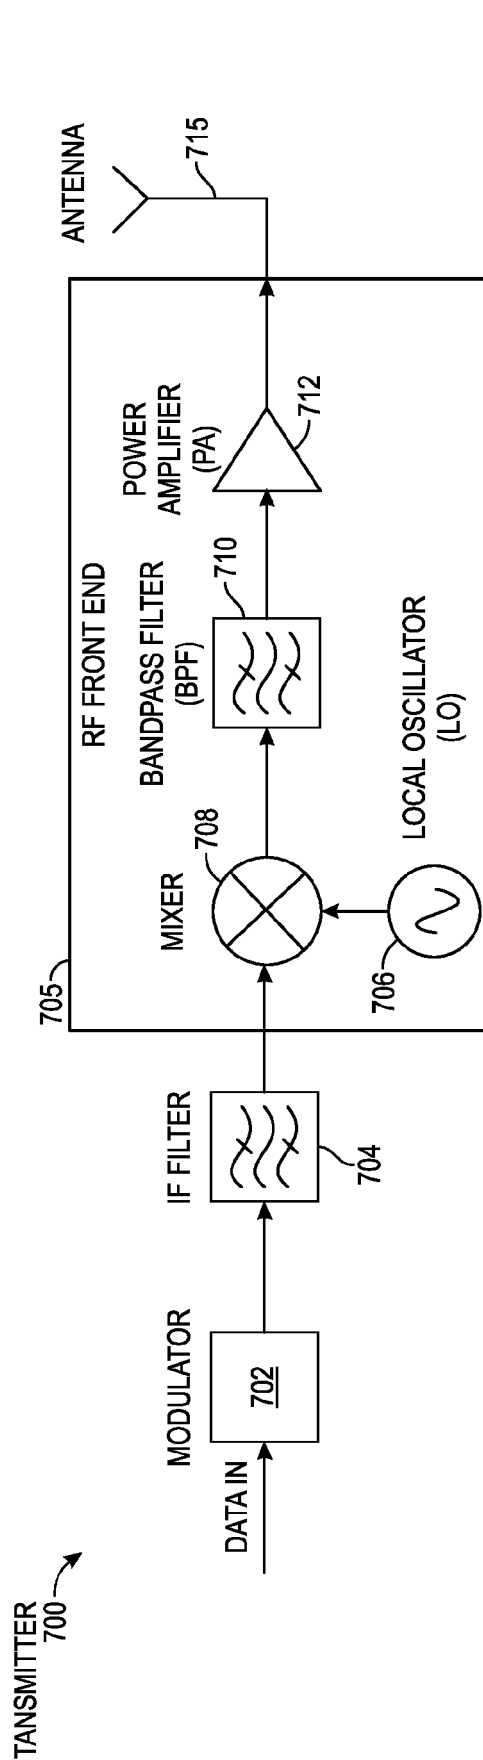 TANSMITTER
700
DATA IN
MODULATOR
702
IF FILTER
704
705
RF FRONT END
MIXER
708
706
LOCAL OSCILLATOR
(LO)
BANDPASS FILTER
(BPF)
710
POWER
AMPLIFIER
(PA)
712
ANTENNA
715